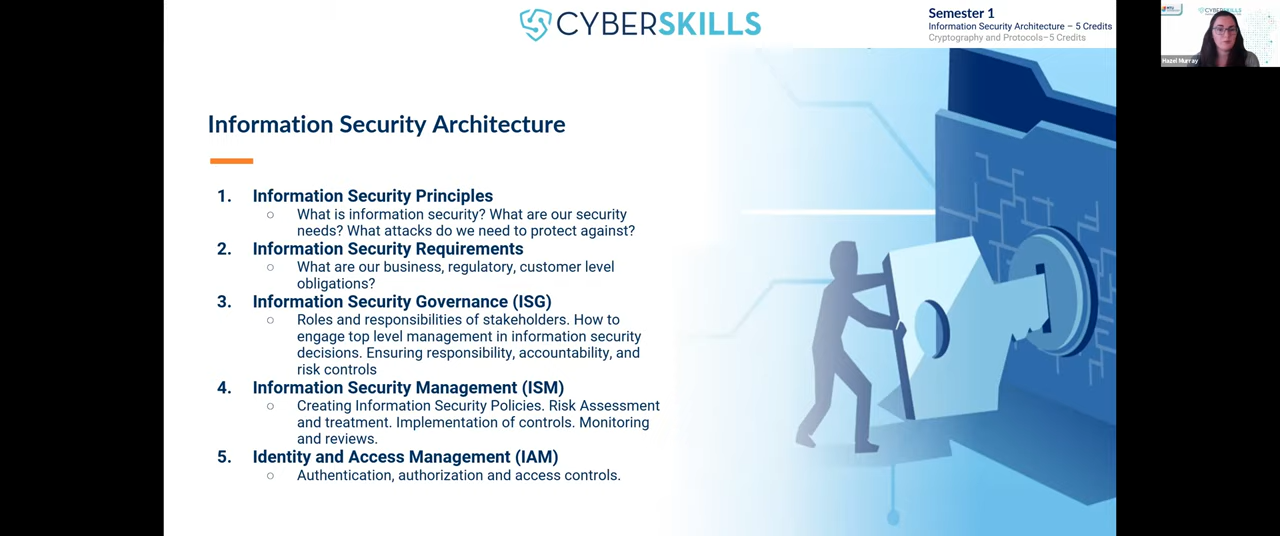 CYBERSKILLS
Semester 1
Information Security Architecture – 5 Credits
Cryptography and Protocols–5 Credits
CYBERSKILLS
Hazel Murray
Information Security Architecture
1. Information Security Principles
○ What is information security? What are our security
needs? What attacks do we need to protect against?
2. Information Security Requirements
○ What are our business, regulatory, customer level
obligations?
3. Information Security Governance (ISG)
○ Roles and responsibilities of stakeholders. How to
engage top level management in information security
decisions. Ensuring responsibility, accountability, and
risk controls
4. Information Security Management (ISM)
○ Creating Information Security Policies. Risk Assessment
and treatment. Implementation of controls. Monitoring
and reviews.
5. Identity and Access Management (IAM)
○ Authentication, authorization and access controls.